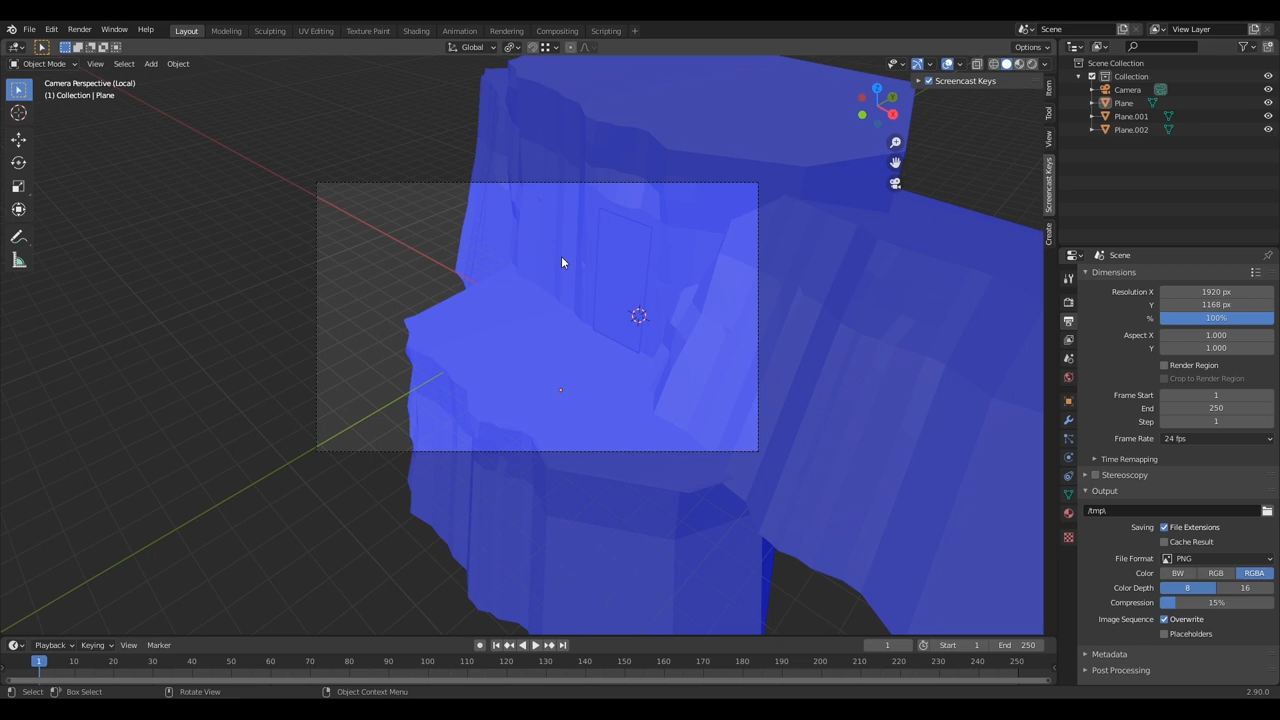 File Edit Render Window Help Layout Modeling Sculpting UV Editing Texture Paint Shading Animation Rendering Compositing Scripting + Scene View Layer
Global Options
Object Mode View Select Add Object
Camera Perspective (Local)
(1) Collection | Plane
Screencast Keys
Z
Y
X
Item
Tool
View
Screencast Keys
Create
Scene Collection
Collection
Camera
Plane
Plane.001
Plane.002
Scene
Dimensions
Resolution X 1920 px
Y 1168 px
% 100%
Aspect X 1.000
Y 1.000
Render Region
Crop to Render Region
Frame Start 1
End 250
Step 1
Frame Rate 24 fps
Time Remapping
Stereoscopy
Output
/tmp\
Saving File Extensions
Cache Result
File Format PNG
Color BW RGB RGBA
Color Depth 8 16
Compression 15%
Image Sequence Overwrite
Placeholders
Metadata
Post Processing
Playback Keying View Marker 1 Start 1 End 250
1 10 20 30 40 50 60 70 80 90 100 110 120 130 140 150 160 170 180 190 200 210 220 230 240 250
Select Box Select Rotate View Object Context Menu 2.90.0